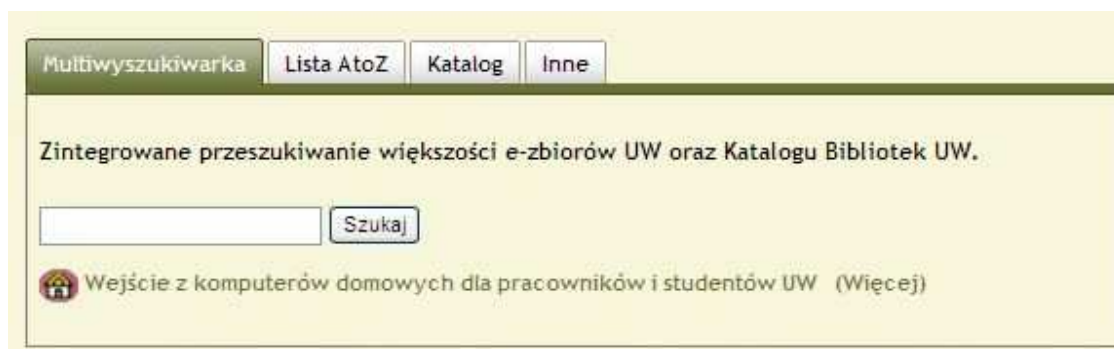 Multiwyszukiwarka Lista AtoZ Katalog Inne
Zintegrowane przeszukiwanie większości e-zbiorów UW oraz Katalogu Bibliotek UW.
Szukaj
Wejście z komputerów domowych dla pracowników i studentów UW (Więcej)